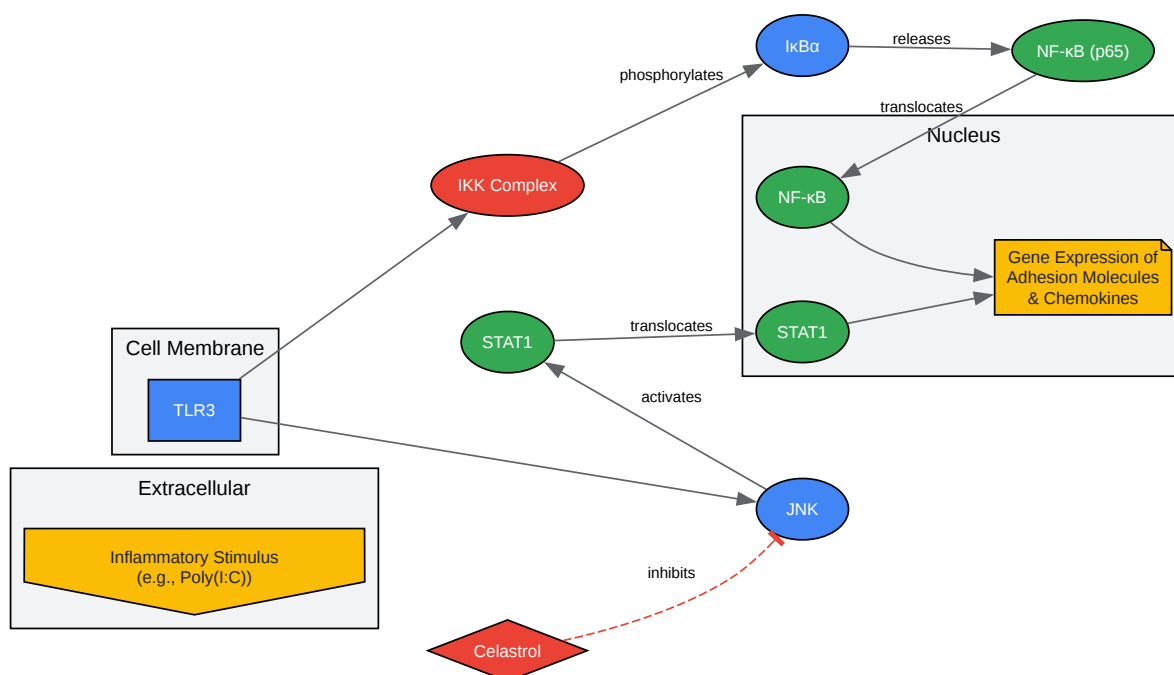 IκBα
releases
NF-κB (p65)
phosphorylates
translocates
Nucleus
IKK Complex
NF-κB
Gene Expression of
Adhesion Molecules
& Chemokines
STAT1
translocates
STAT1
Cell Membrane
TLR3
activates
Extracellular
JNK
Inflammatory Stimulus
(e.g., Poly(I:C))
inhibits
Celastrol